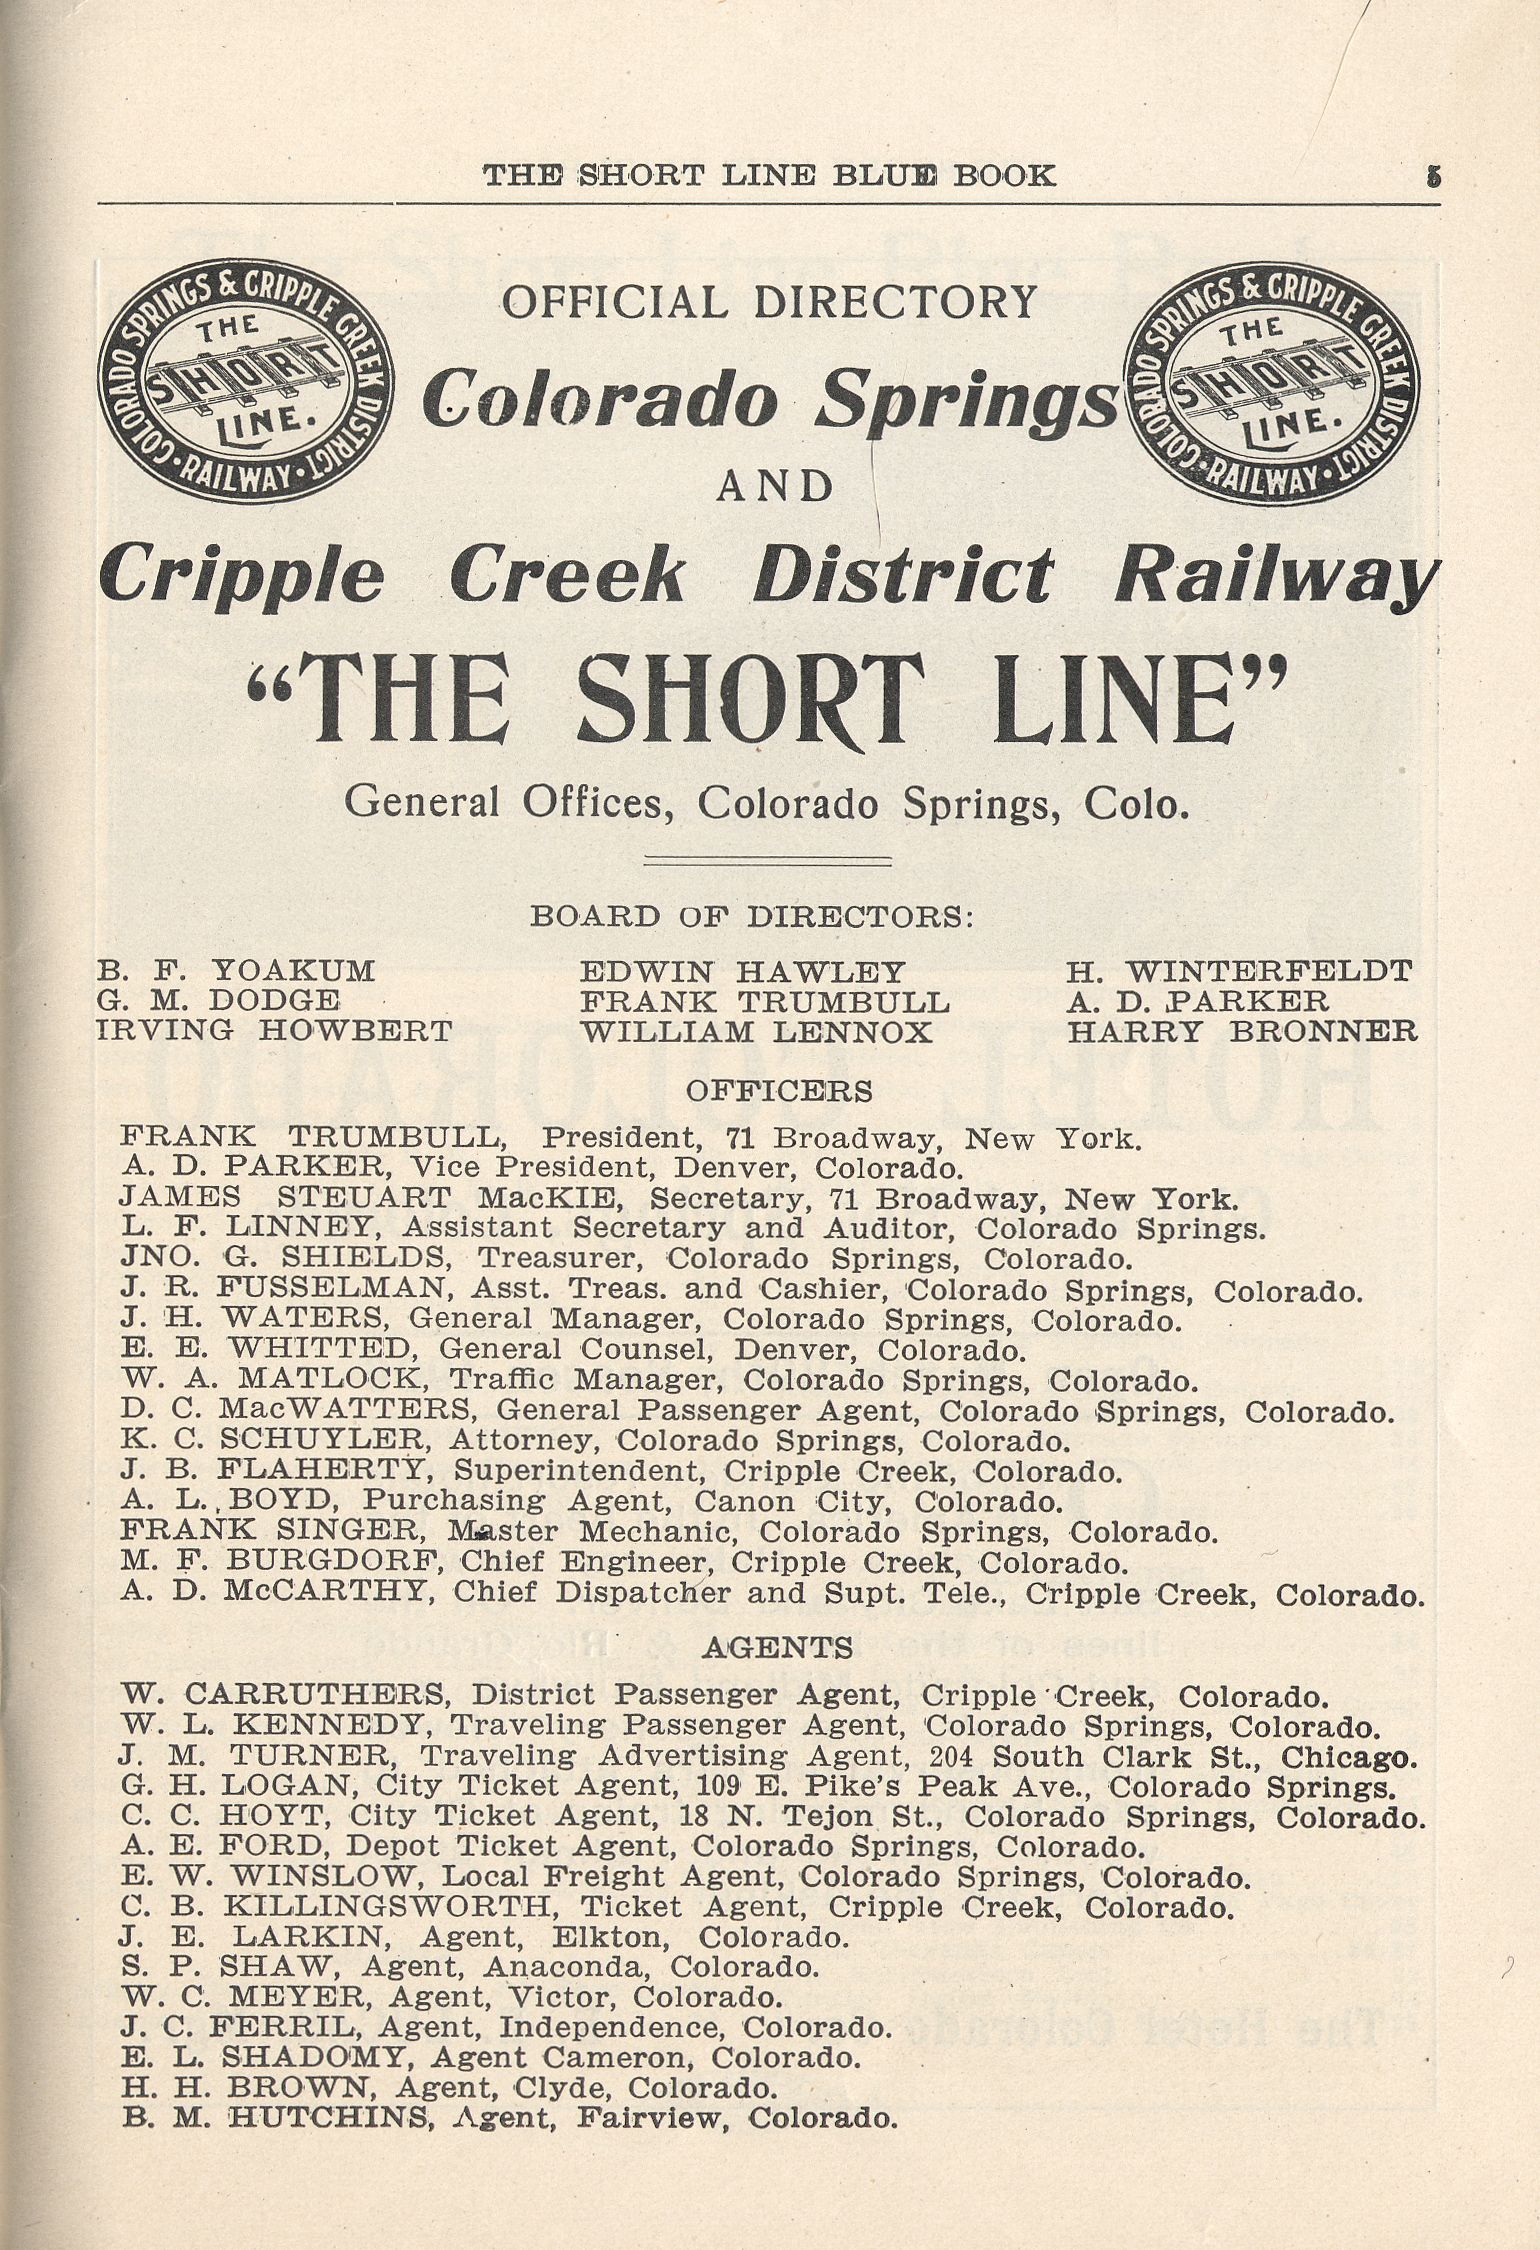 THE SHORT LINE BLUE BOOK 5
COLORADO SPRINGS & CRIPPLE CREEK DISTRICT RAILWAY
THE
SHORT
LINE.
OFFICIAL DIRECTORY
COLORADO SPRINGS & CRIPPLE CREEK DISTRICT RAILWAY
THE
SHORT
LINE.
Colorado Springs
AND
Cripple Creek District Railway
“THE SHORT LINE”
General Offices, Colorado Springs, Colo.
BOARD OF DIRECTORS:
B. F. YOAKUM EDWIN HAWLEY H. WINTERFELDT
G. M. DODGE FRANK TRUMBULL A. D. PARKER
IRVING HOWBERT WILLIAM LENNOX HARRY BRONNER
OFFICERS
FRANK TRUMBULL, President, 71 Broadway, New York.
A. D. PARKER, Vice President, Denver, Colorado.
JAMES STEUART MacKIE, Secretary, 71 Broadway, New York.
L. F. LINNEY, Assistant Secretary and Auditor, Colorado Springs.
JNO. G. SHIELDS, Treasurer, Colorado Springs, Colorado.
J. R. FUSSELMAN, Asst. Treas. and Cashier, Colorado Springs, Colorado.
J. H. WATERS, General Manager, Colorado Springs, Colorado.
E. E. WHITTED, General Counsel, Denver, Colorado.
W. A. MATLOCK, Traffic Manager, Colorado Springs, Colorado.
D. C. MacWATTERS, General Passenger Agent, Colorado Springs, Colorado.
K. C. SCHUYLER, Attorney, Colorado Springs, Colorado.
J. B. FLAHERTY, Superintendent, Cripple Creek, Colorado.
A. L. BOYD, Purchasing Agent, Canon City, Colorado.
FRANK SINGER, Master Mechanic, Colorado Springs, Colorado.
M. F. BURGDORF, Chief Engineer, Cripple Creek, Colorado.
A. D. McCARTHY, Chief Dispatcher and Supt. Tele., Cripple Creek, Colorado.
AGENTS
W. CARRUTHERS, District Passenger Agent, Cripple Creek, Colorado.
W. L. KENNEDY, Traveling Passenger Agent, Colorado Springs, Colorado.
J. M. TURNER, Traveling Advertising Agent, 204 South Clark St., Chicago.
G. H. LOGAN, City Ticket Agent, 109 E. Pike's Peak Ave., Colorado Springs.
C. C. HOYT, City Ticket Agent, 18 N. Tejon St., Colorado Springs, Colorado.
A. E. FORD, Depot Ticket Agent, Colorado Springs, Colorado.
E. W. WINSLOW, Local Freight Agent, Colorado Springs, Colorado.
C. B. KILLINGSWORTH, Ticket Agent, Cripple Creek, Colorado.
J. E. LARKIN, Agent, Elkton, Colorado.
S. P. SHAW, Agent, Anaconda, Colorado.
W. C. MEYER, Agent, Victor, Colorado.
J. C. FERRIL, Agent, Independence, Colorado.
E. L. SHADOMY, Agent Cameron, Colorado.
H. H. BROWN, Agent, Clyde, Colorado.
B. M. HUTCHINS, Agent, Fairview, Colorado.